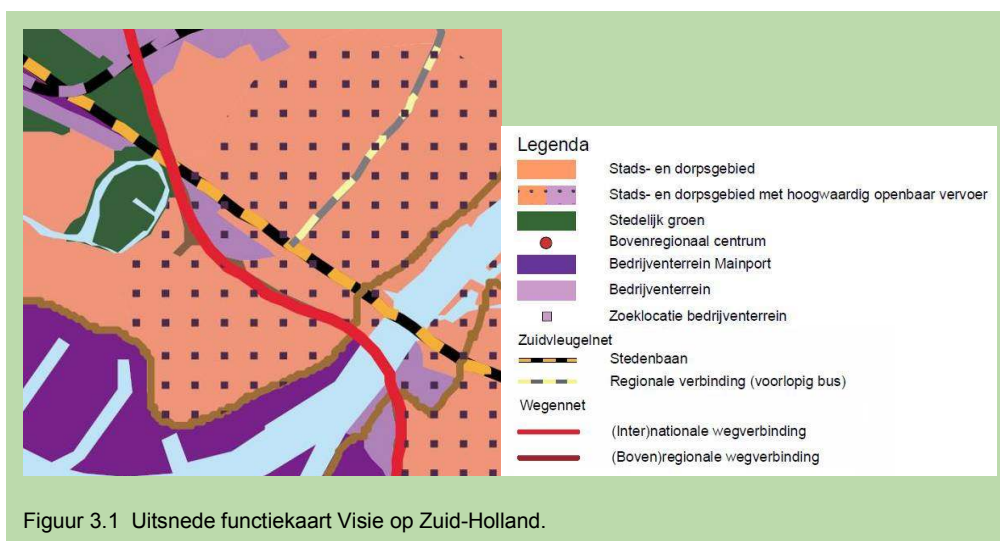 Legenda
Stads- en dorpsgebied
Stads- en dorpsgebied met hoogwaardig openbaar vervoer
Stedelijk groen
Bovenregionaal centrum
Bedrijventerrein Mainport
Bedrijventerrein
Zoeklocatie bedrijventerrein
Zuidvleugelnet
Stedenbaan
Regionale verbinding (voorlopig bus)
Wegennet
(Inter)nationale wegverbinding
(Boven)regionale wegverbinding
Figuur 3.1 Uitsnede functiekaart Visie op Zuid-Holland.